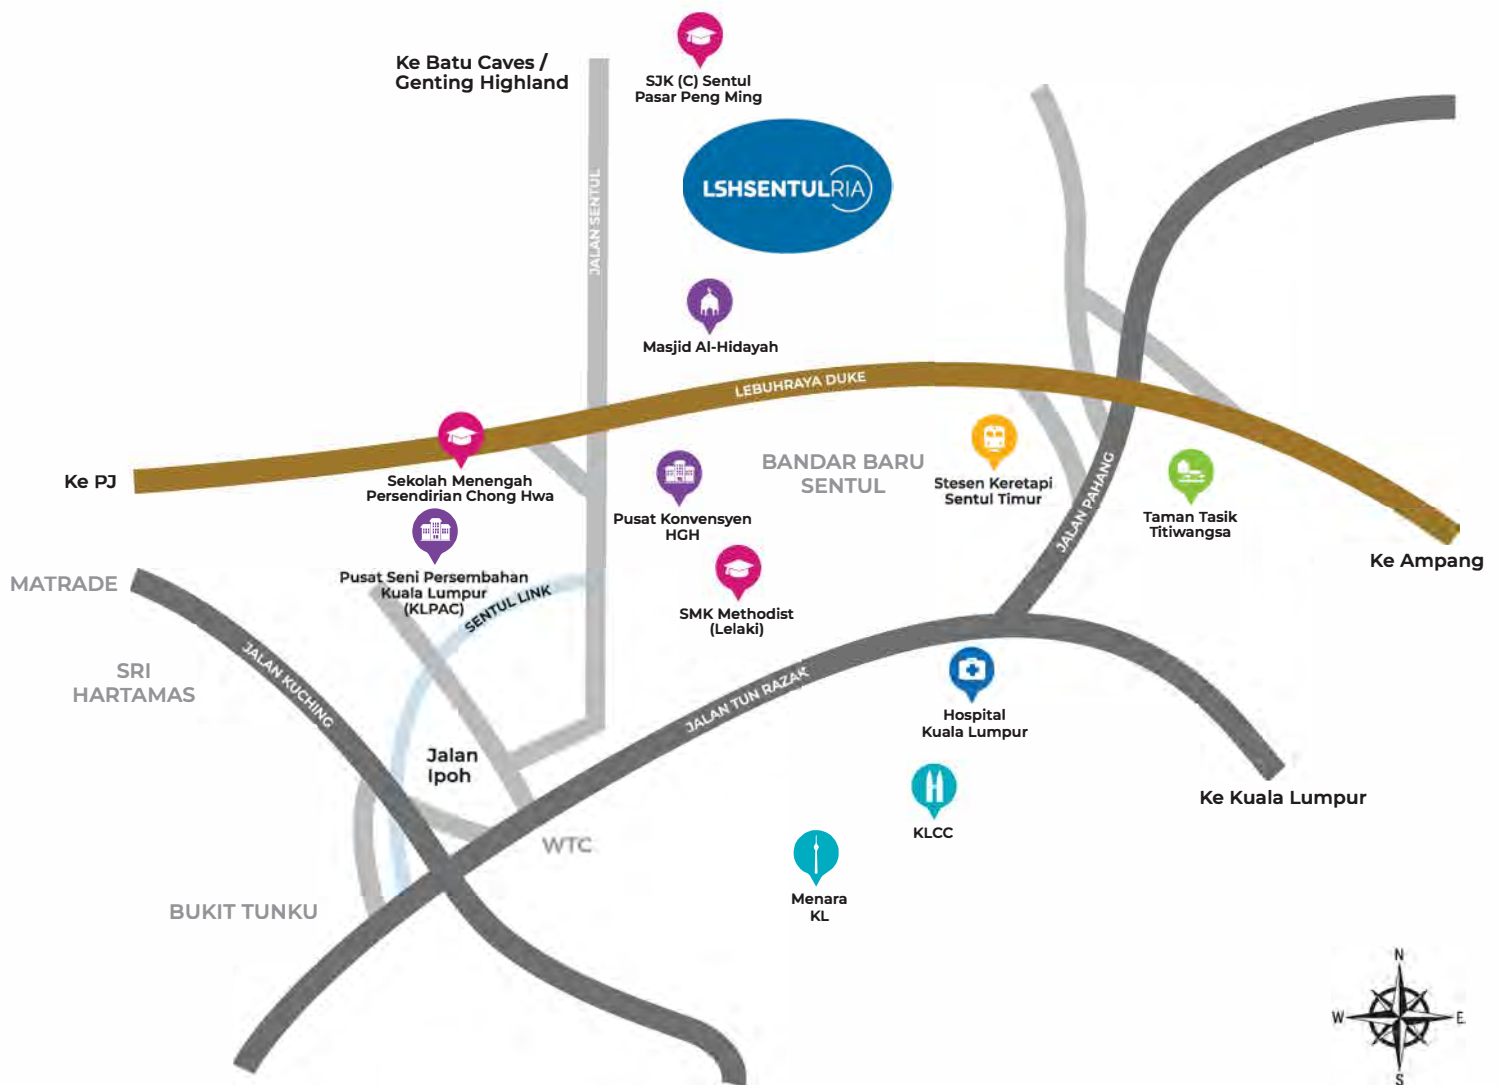 SJK (C) Sentul
Pasar Peng Ming
Ke Batu Caves /
Genting Highland
LSHSENTULRIA
JALAN SENTUL
Masjid Al-Hidayah
LEBUHRAYA DUKE
Ke PJ
Sekolah Menengah
Persendirian Chong Hwa
BANDAR BARU
SENTUL
Stesen Keretapi
Sentul Timur
JALAN PAHANG
Taman Tasik
Titiwangsa
Pusat Konvensyen
HGH
Ke Ampang
MATRADE
Pusat Seni Persembahan
Kuala Lumpur
(KLPAC)
SENTUL LINK
SMK Methodist
(Lelaki)
SRI
HARTAMAS
JALAN KUCHING
JALAN TUN RAZAK
Hospital
Kuala Lumpur
Jalan
Ipoh
Ke Kuala Lumpur
KLCC
WTC
Menara
KL
BUKIT TUNKU
N
W
E
S